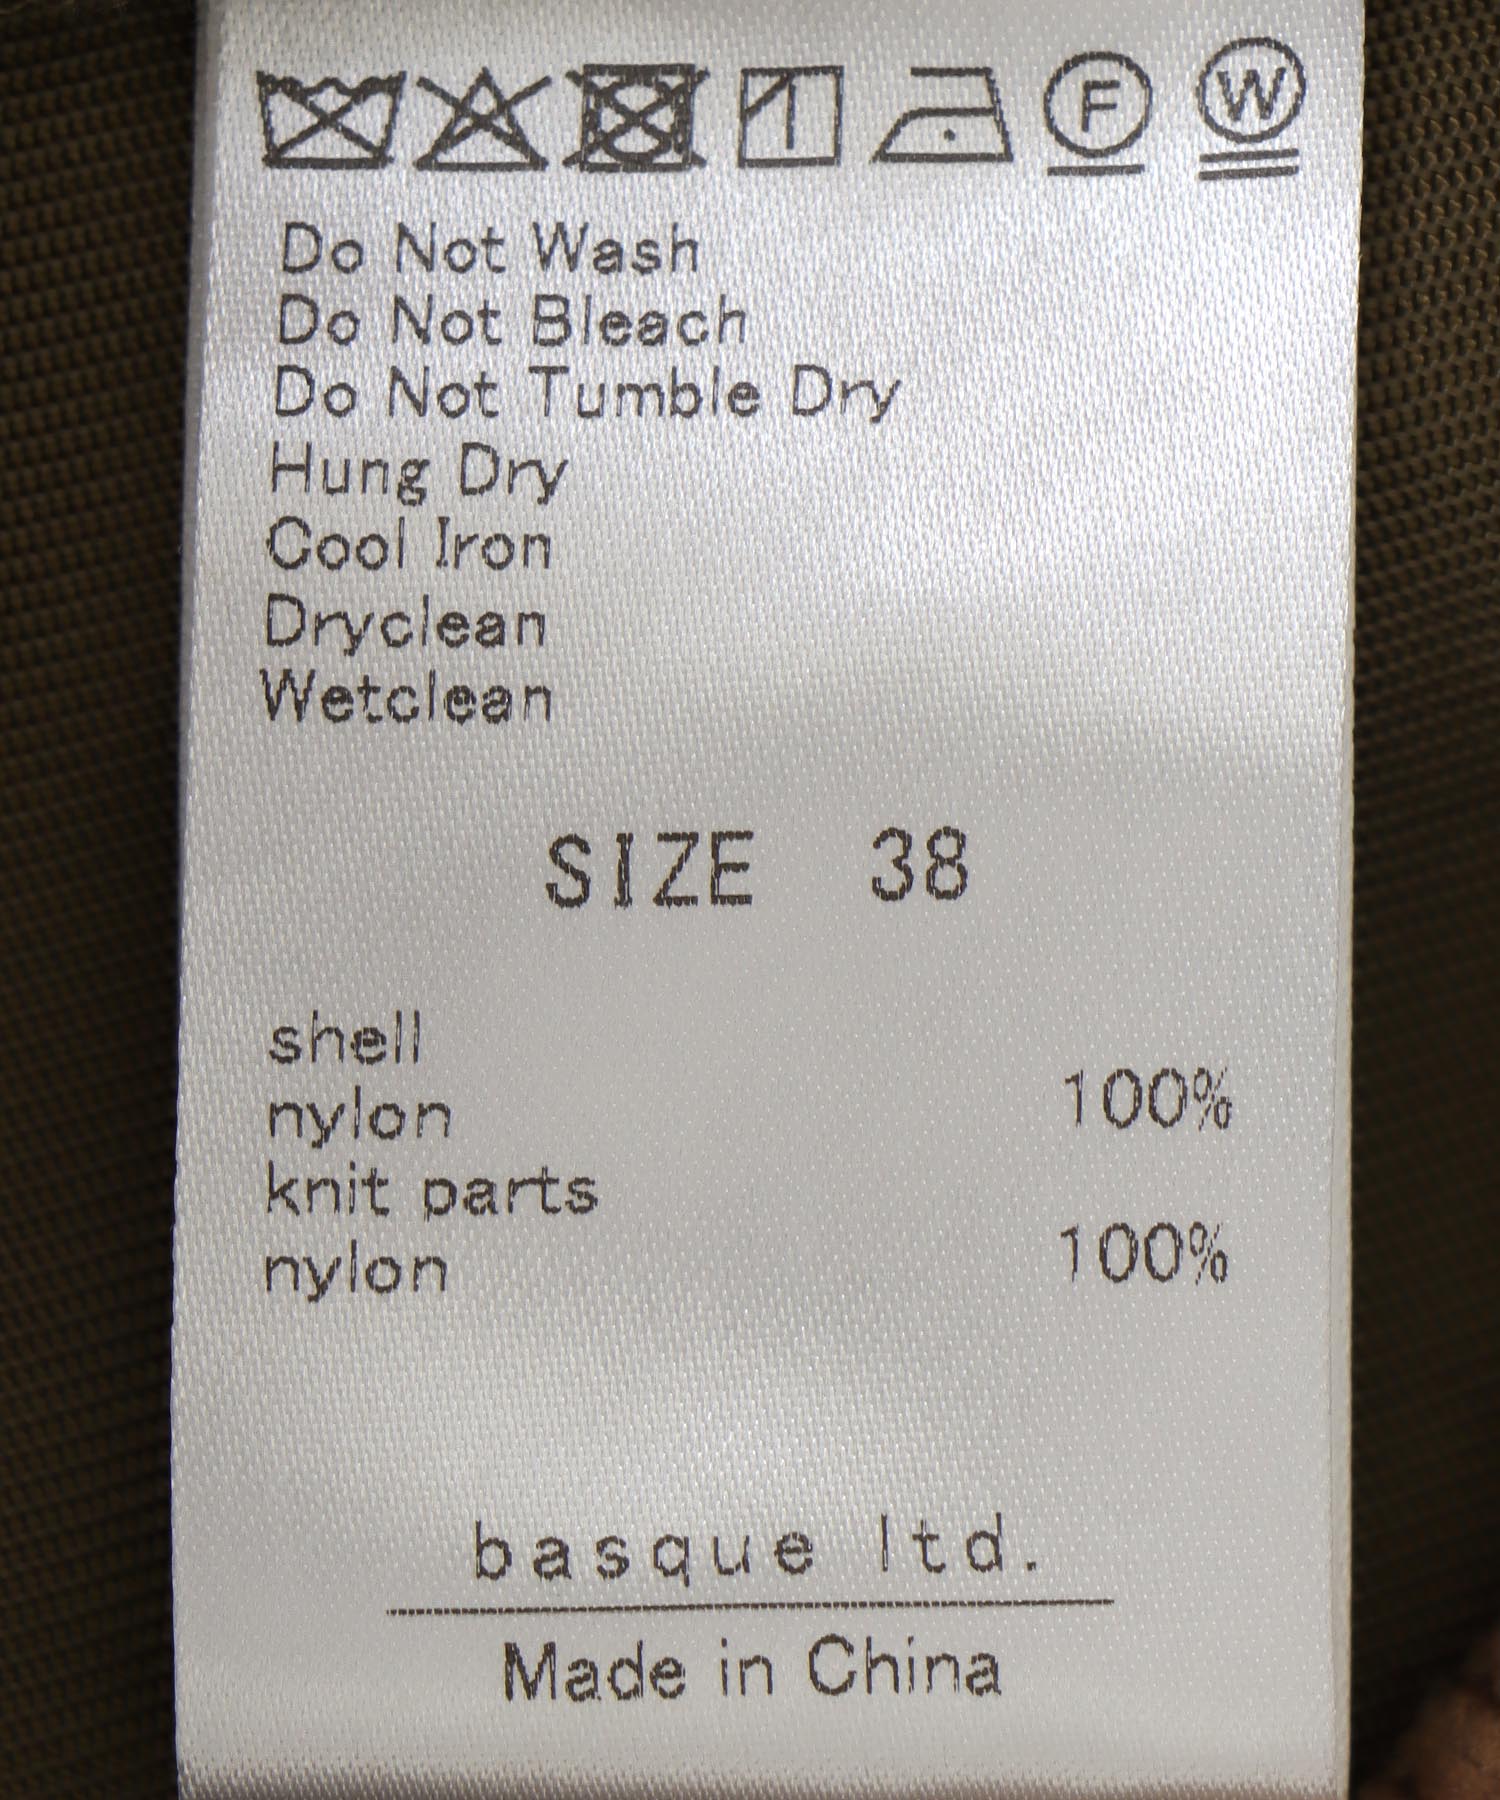 F W
Do Not Wash
Do Not Bleach
Do Not Tumble Dry
Hung Dry
Cool Iron
Dryclean
Wetclean
SIZE 38
shell
nylon 100%
knit parts
nylon 100%
basque ltd.
Made in China